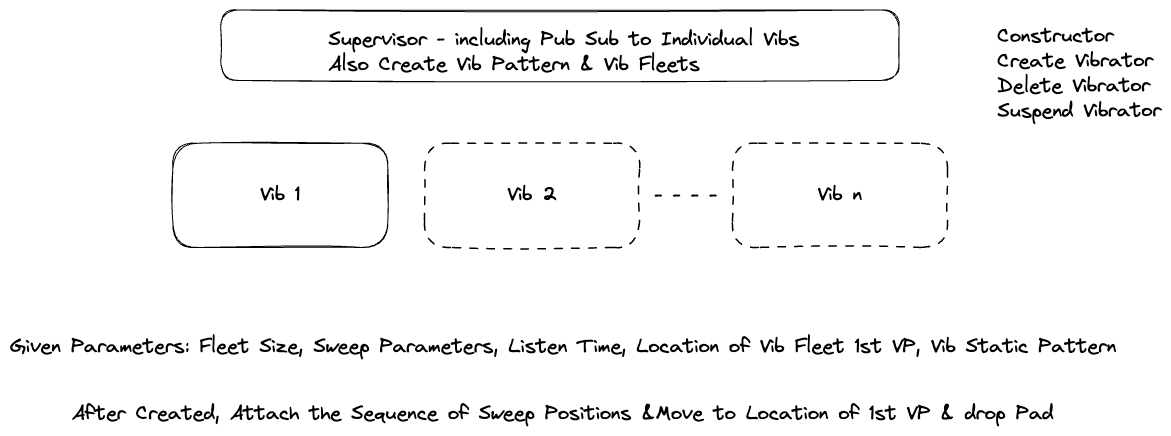 Supervisor - including Pub Sub to Individual Vibs
Also Create Vib Pattern & Vib Fleets
Constructor
Create Vibrator
Delete Vibrator
Suspend Vibrator
Vib 1
Vib 2
Vib n
Given Parameters: Fleet Size, Sweep Parameters, Listen Time, Location of Vib Fleet 1st VP, Vib Static Pattern
After Created, Attach the Sequence of Sweep Positions &Move to Location of 1st VP & drop Pad